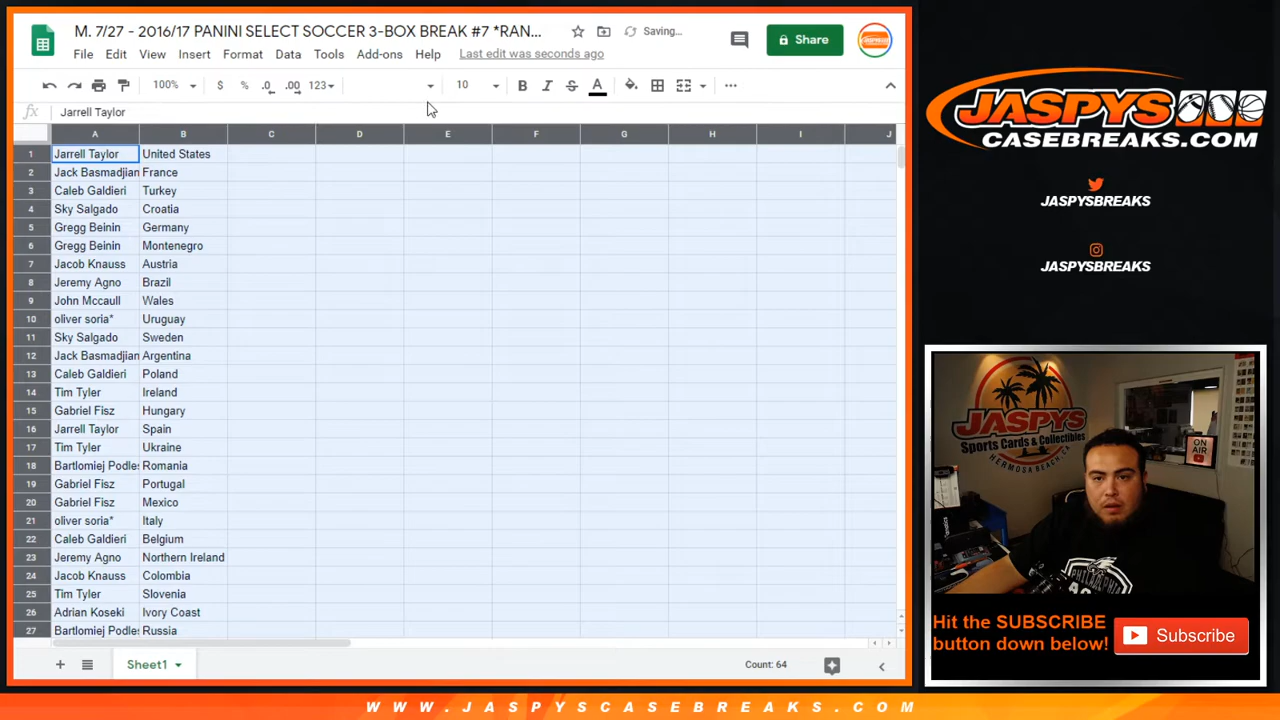 M. 7/27 - 2016/17 PANINI SELECT SOCCER 3-BOX BREAK #7 *RAN...
Saving...
Share
File Edit View Insert Format Data Tools Add-ons Help Last edit was seconds ago
100% $ % .0 .00 123 10 B I S A
fx Jarrell Taylor
A B C D E F G H I J
1 Jarrell Taylor United States
2 Jack Basmadjian France
3 Caleb Galdieri Turkey
4 Sky Salgado Croatia
5 Gregg Beinin Germany
6 Gregg Beinin Montenegro
7 Jacob Knauss Austria
8 Jeremy Agno Brazil
9 John Mccaull Wales
10 oliver soria* Uruguay
11 Sky Salgado Sweden
12 Jack Basmadjian Argentina
13 Caleb Galdieri Poland
14 Tim Tyler Ireland
15 Gabriel Fisz Hungary
16 Jarrell Taylor Spain
17 Tim Tyler Ukraine
18 Bartlomiej Podles Romania
19 Gabriel Fisz Portugal
20 Gabriel Fisz Mexico
21 oliver soria* Italy
22 Caleb Galdieri Belgium
23 Jeremy Agno Northern Ireland
24 Jacob Knauss Colombia
25 Tim Tyler Slovenia
26 Adrian Koseki Ivory Coast
27 Bartlomiej Podles Russia
Sheet1
Count: 64
JASPYS
CASEBREAKS.COM
JASPYSBREAKS
JASPYSBREAKS
JASPYS
Sports Cards & Collectibles
HERMOSA BEACH, CA
ON AIR
PHILADELPHIA
Hit the SUBSCRIBE
button down below!
Subscribe
WWW.JASPYSCASEBREAKS.COM